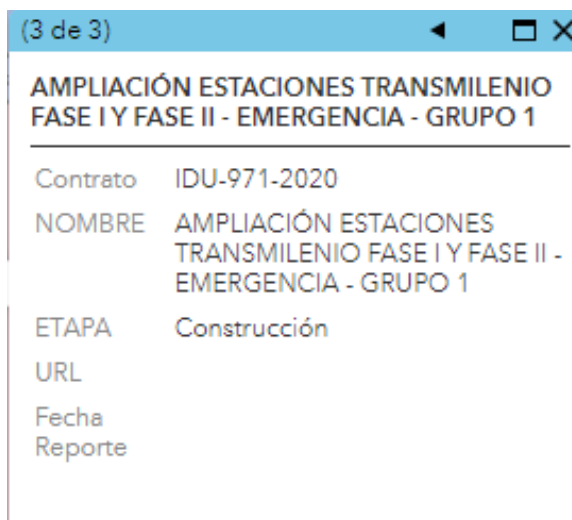 (3 de 3)
AMPLIACIÓN ESTACIONES TRANSMILENIO
FASE I Y FASE II - EMERGENCIA - GRUPO 1
Contrato IDU-971-2020
NOMBRE AMPLIACIÓN ESTACIONES
TRANSMILENIO FASE I Y FASE II -
EMERGENCIA - GRUPO 1
ETAPA Construcción
URL
Fecha
Reporte